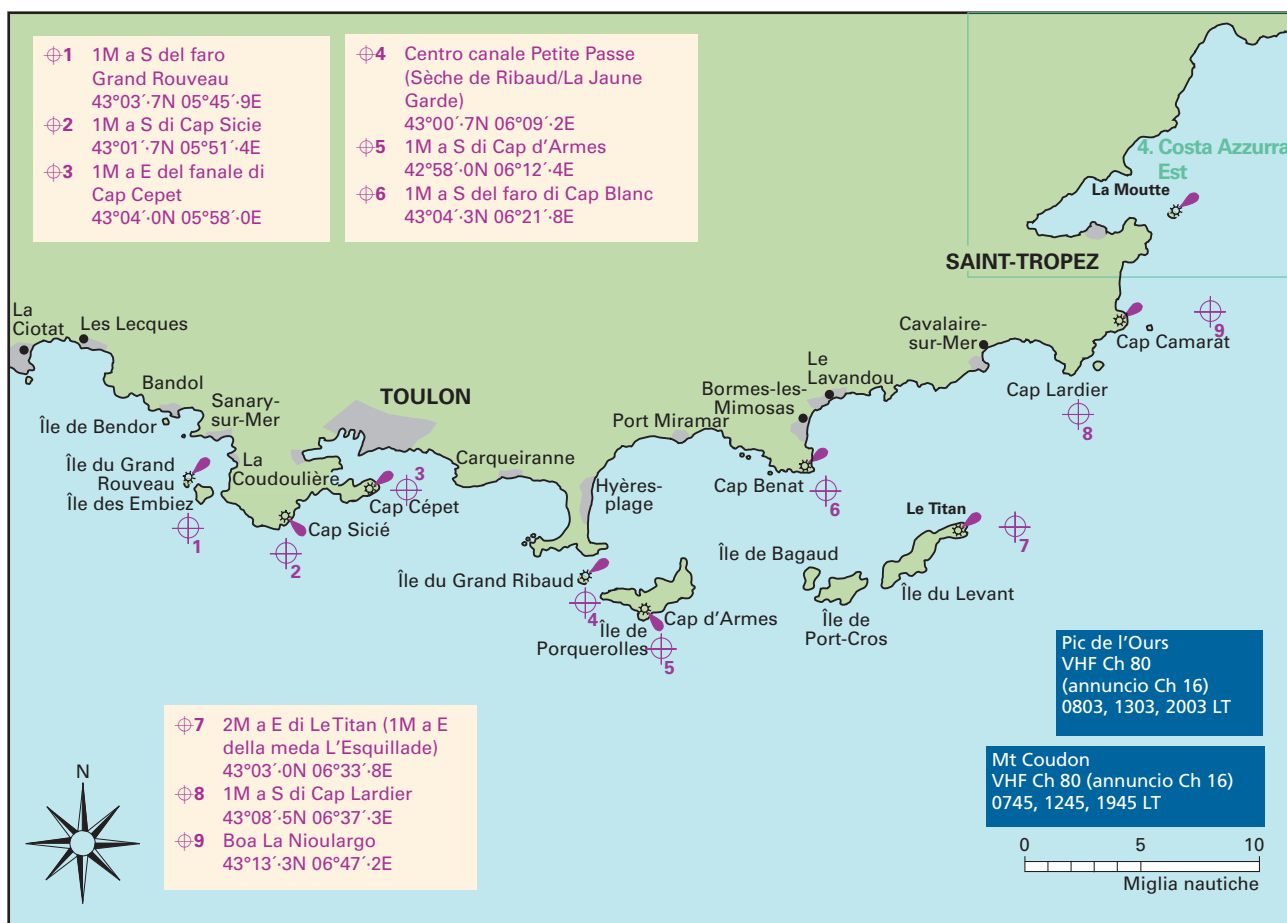 1 1M a S del faro
Grand Rouveau
43°03´·7N 05°45´·9E
2 1M a S di Cap Sicie
43°01´·7N 05°51´·4E
3 1M a E del fanale di
Cap Cepet
43°04´·0N 05°58´·0E
4 Centro canale Petite Passe
(Sèche de Ribaud/La Jaune
Garde)
43°00´·7N 06°09´·2E
5 1M a S di Cap d’Armes
42°58´·0N 06°12´·4E
6 1M a S del faro di Cap Blanc
43°04´·3N 06°21´·8E
4. Costa Azzurra
Est
La Moutte
SAINT-TROPEZ
La
Ciotat
Les Lecques
Bandol
Sanary-
sur-Mer
Île de Bendor
Île du Grand
Rouveau
Île des Embiez
La
Coudoulière
TOULON
Cap Cépet
Cap Sicié
Carqueiranne
Port Miramar
Hyères-
plage
Bormes-les-
Mimosas
Le
Lavandou
Cavalaire-
sur-Mer
Cap Camarat
Cap Lardier
Cap Benat
Le Titan
Île du Grand Ribaud
Île de
Porquerolles
Cap d’Armes
Île de Bagaud
Île de
Port-Cros
Île du Levant
1
2
3
4
5
6
7
8
9
Pic de l’Ours
VHF Ch 80
(annuncio Ch 16)
0803, 1303, 2003 LT
Mt Coudon
VHF Ch 80 (annuncio Ch 16)
0745, 1245, 1945 LT
7 2M a E di Le Titan (1M a E
della meda L’Esquillade)
43°03´·0N 06°33´·8E
8 1M a S di Cap Lardier
43°08´·5N 06°37´·3E
9 Boa La Nioulargo
43°13´·3N 06°47´·2E
N
0 5 10
Miglia nautiche